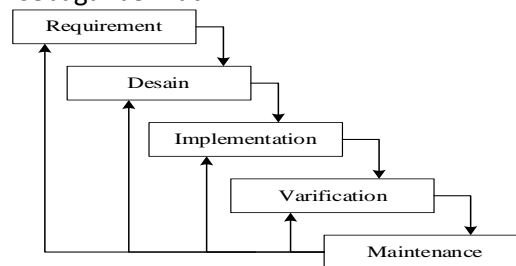 Requirement
Desain
Implementation
Varification
Maintenance